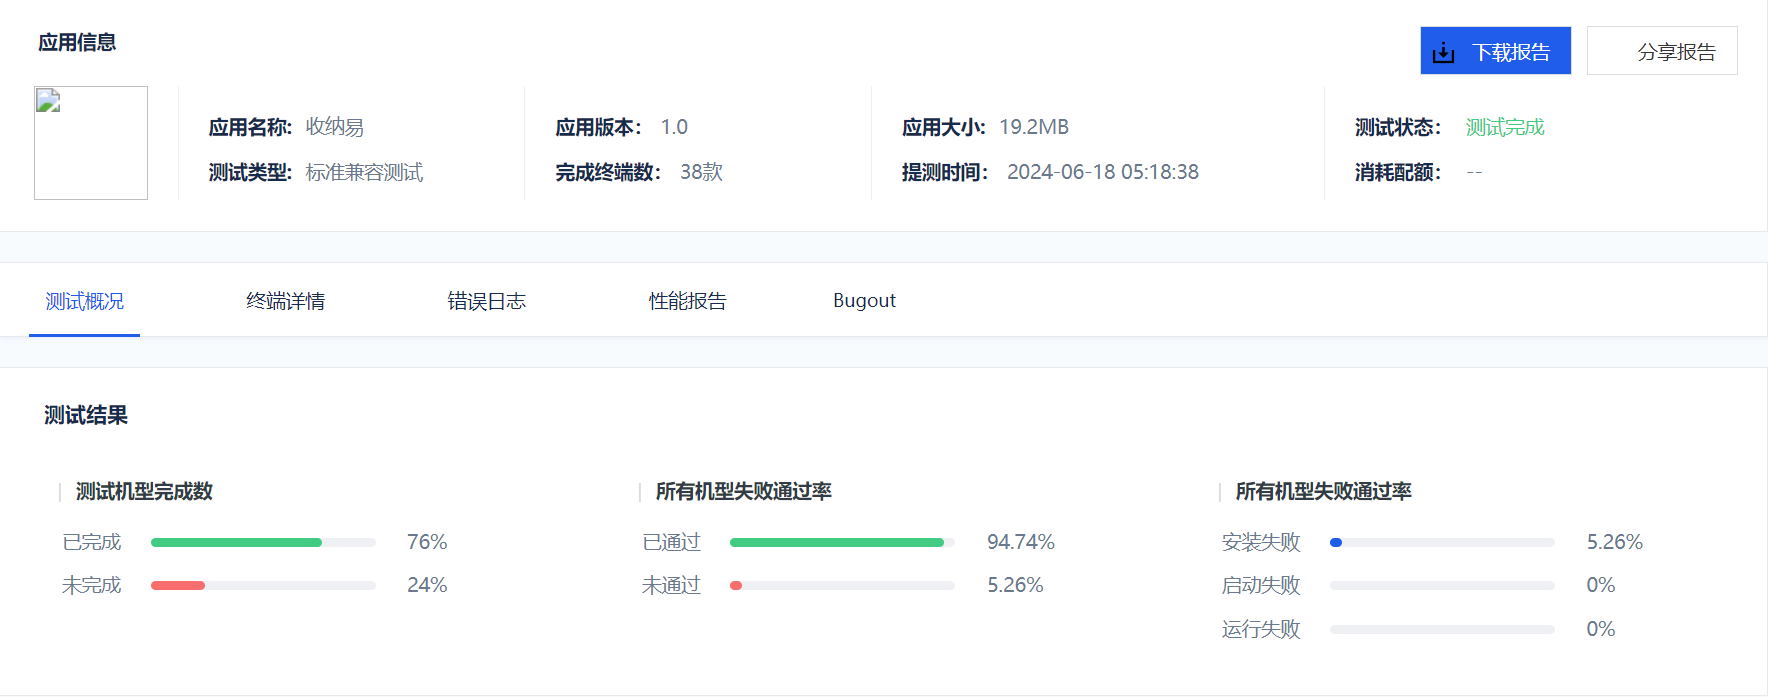 应用信息
下载报告
分享报告
应用名称: 收纳易
应用版本: 1.0
应用大小: 19.2MB
测试状态: 测试完成
测试类型: 标准兼容测试
完成终端数: 38款
提测时间: 2024-06-18 05:18:38
消耗配额: --
测试概况
终端详情
错误日志
性能报告
Bugout
测试结果
测试机型完成数
已完成 76%
未完成 24%
所有机型失败通过率
已通过 94.74%
未通过 5.26%
所有机型失败通过率
安装失败 5.26%
启动失败 0%
运行失败 0%